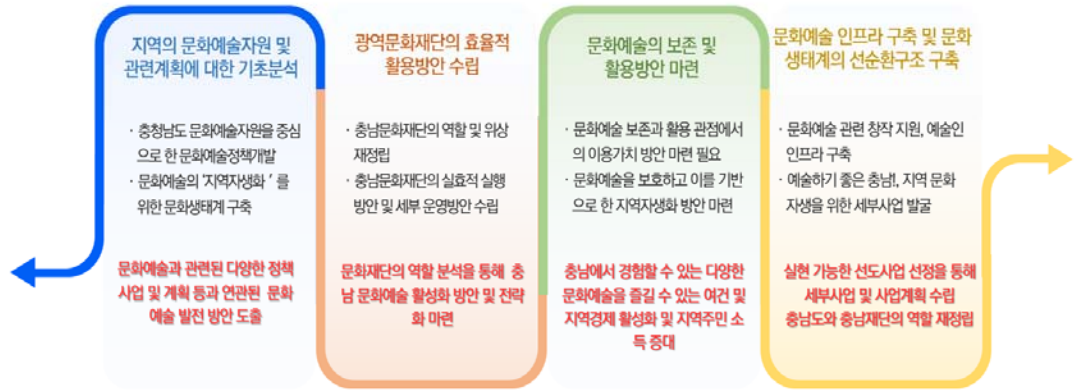 지역의 문화예술자원 및
관련계획에 대한 기초분석
· 충청남도 문화예술자원을 중심
으로 한 문화예술정책개발
· 문화예술의 '지역자생화 ' 를
위한 문화생태계 구축
문화예술과 관련된 다양한 정책
사업 및 계획 등과 연관된 문화
예술 발전 방안 도출
광역문화재단의 효율적
활용방안 수립
· 충남문화재단의 역할 및 위상
재정립
· 충남문화재단의 실효적 실행
방안 및 세부 운영방안 수립
문화재단의 역할 분석을 통해 충
남 문화예술 활성화 방안 및 전략
화 마련
문화예술의 보존 및
활용방안 마련
· 문화예술 보존과 활용 관점에서
의 이용가치 방안 마련 필요
· 문화예술을 보호하고 이를 기반
으로 한 지역자생화 방안 마련
충남에서 경험할 수 있는 다양한
문화예술을 즐길 수 있는 여건 및
지역경제 활성화 및 지역주민 소
득 증대
문화예술 인프라 구축 및 문화
생태계의 선순환구조 구축
· 문화예술 관련 창작 지원, 예술인
인프라 구축
· 예술하기 좋은 충남!, 지역 문화
자생을 위한 세부사업 발굴
실현 가능한 선도사업 선정을 통해
세부사업 및 사업계획 수립
충남도와 충남재단의 역할 재정립